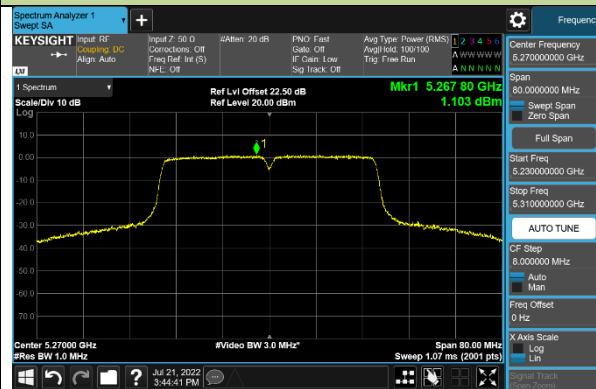 Spectrum Analyzer 1
Swept SA
Frequency
KEYSIGHT Input: RF Input Z: 50 Ω #Atten: 20 dB PNO: Fast Avg Type: Power (RMS) 1 2 3 4 5 6
Coupling: DC Corrections: Off Gate: Off Avg|Hold: 100/100 A W W W W W
Align: Auto Freq Ref: Int (S) IF Gain: Low Trig: Free Run A N N N N N
NFE: Off Sig Track: Off
LXI
1 Spectrum
Scale/Div 10 dB
Ref Lvl Offset 22.50 dB
Ref Level 20.00 dBm
Mkr1 5.267 80 GHz
1.103 dBm
Log
10.0
0.00
-10.0
-20.0
-30.0
-40.0
-50.0
-60.0
-70.0
1
Center 5.27000 GHz
#Res BW 1.0 MHz
#Video BW 3.0 MHz*
Span 80.00 MHz
Sweep 1.07 ms (2001 pts)
Center Frequency
5.270000000 GHz
Span
80.0000000 MHz
Swept Span
Zero Span
Full Span
Start Freq
5.230000000 GHz
Stop Freq
5.310000000 GHz
AUTO TUNE
CF Step
8.000000 MHz
Auto
Man
Freq Offset
0 Hz
X Axis Scale
Log
Lin
Signal Track
(Span Zoom)
Jul 21, 2022
3:44:41 PM